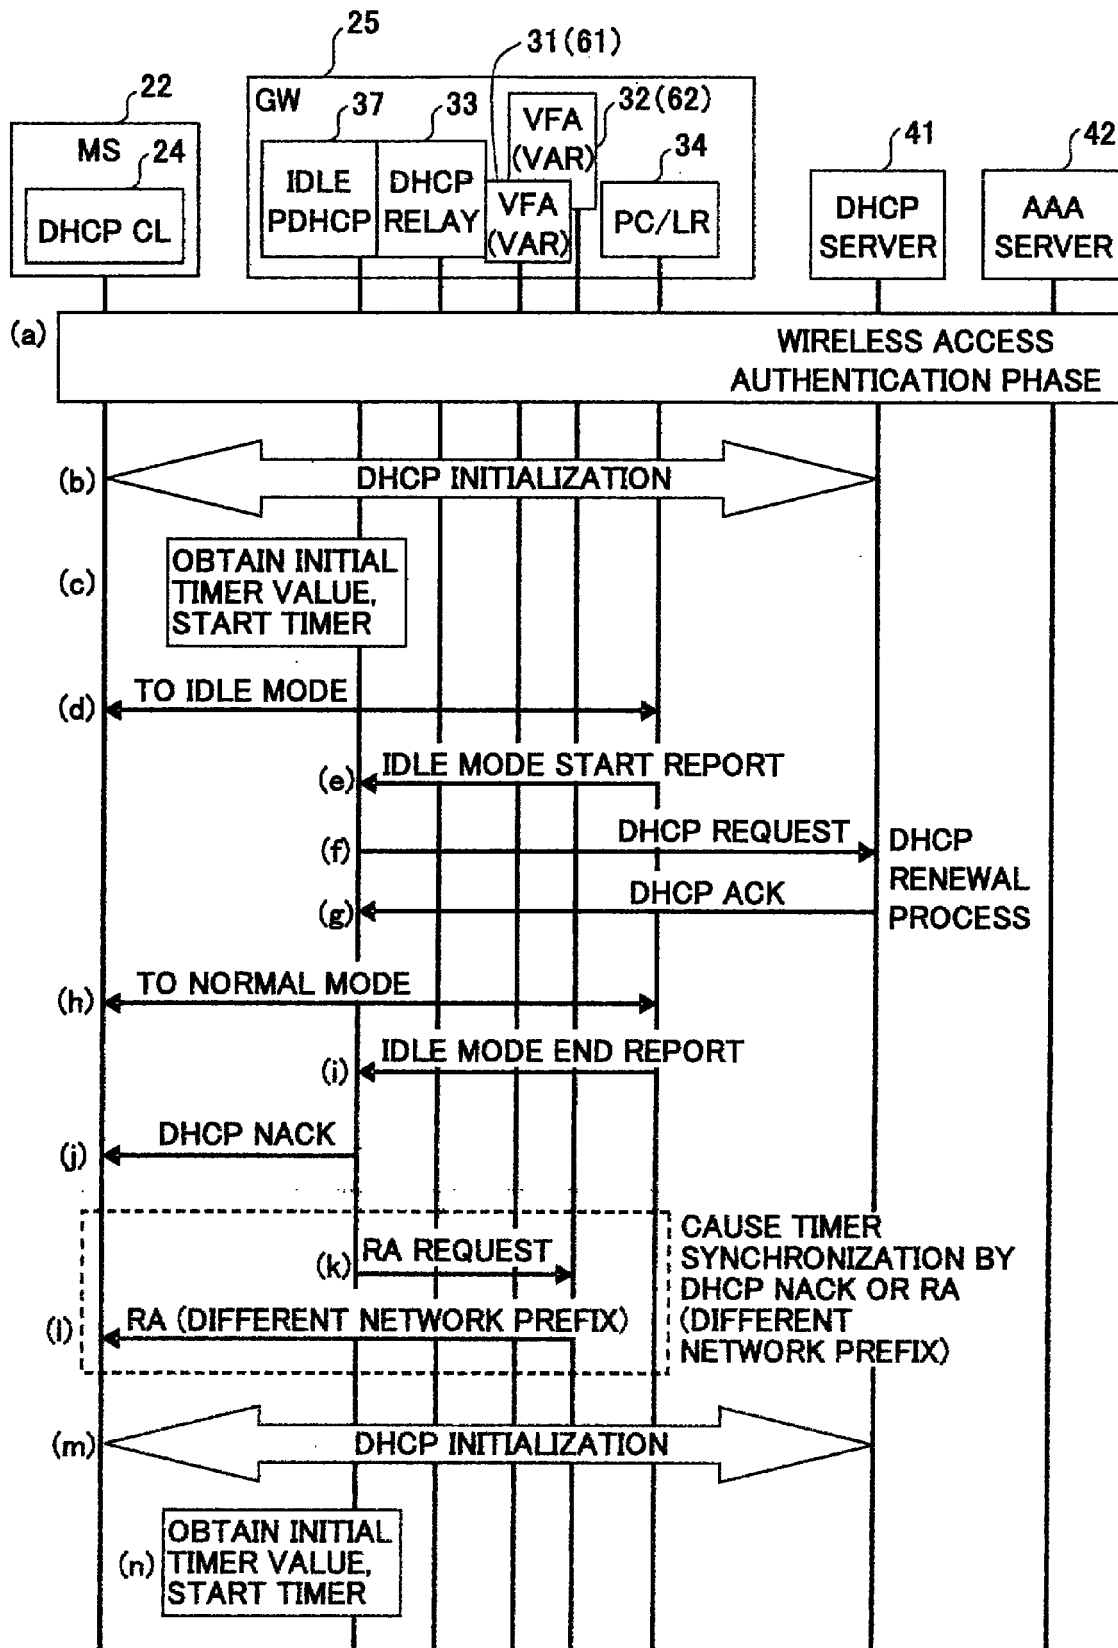 25
31(61)
22
GW
37
33
VFA
(VAR)
32(62)
34
41
42
MS
24
DHCP CL
IDLE
PDHCP
DHCP
RELAY
VFA
(VAR)
PC/LR
DHCP
SERVER
AAA
SERVER
(a)
WIRELESS ACCESS
AUTHENTICATION PHASE
(b)
DHCP INITIALIZATION
(c)
OBTAIN INITIAL
TIMER VALUE,
START TIMER
(d)
TO IDLE MODE
(e)
IDLE MODE START REPORT
(f)
DHCP REQUEST
DHCP
RENEWAL
PROCESS
(g)
DHCP ACK
(h)
TO NORMAL MODE
(i)
IDLE MODE END REPORT
(j)
DHCP NACK
(k)
RA REQUEST
CAUSE TIMER
SYNCHRONIZATION BY
DHCP NACK OR RA
(DIFFERENT
NETWORK PREFIX)
(l)
RA (DIFFERENT NETWORK PREFIX)
(m)
DHCP INITIALIZATION
(n)
OBTAIN INITIAL
TIMER VALUE,
START TIMER